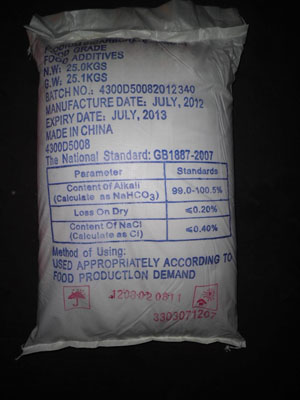 FOOD GRADE
FOOD ADDITIVES
N.W: 25.0KGS
G.W: 25.1KGS
BATCH NO.: 4300D50082012340
MANUFACTURE DATE: JULY, 2012
EXPIRY DATE: JULY, 2013
MADE IN CHINA
4300D5008
The National Standard: GB1887-2007
Parameter Standards
Content of Alkali
(Calculate as NaHCO3) 99.0-100.5%
Loss On Dry ≤0.20%
Content Of NaCl
(Calculate as Cl) ≤0.40%
Method of Using:
USED APPROPRIATELY ACCORDING TO
FOOD PRODUCTION DEMAND